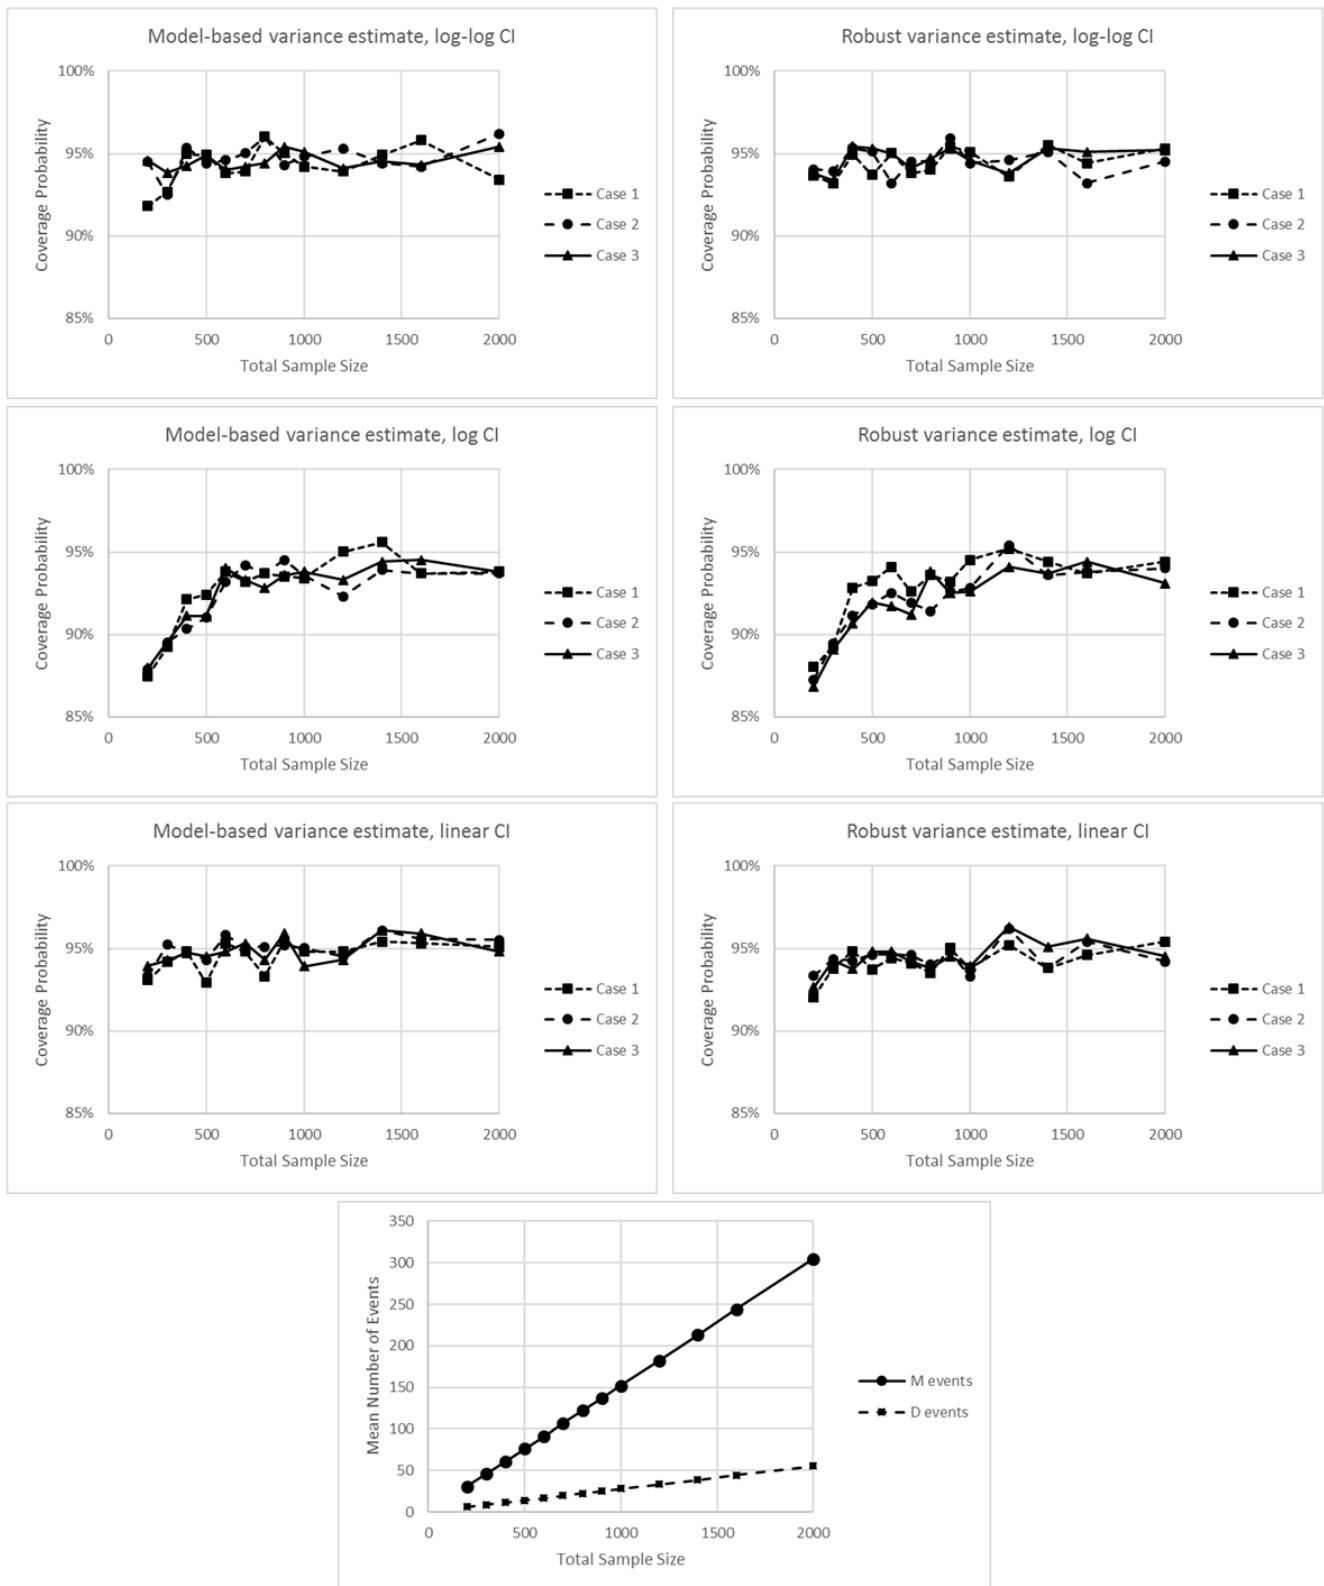 Model-based variance estimate, log-log CI
100%
95%
90%
85%
Coverage Probability
0 500 1000 1500 2000
Total Sample Size
Case 1
Case 2
Case 3
Robust variance estimate, log-log CI
100%
95%
90%
85%
Coverage Probability
0 500 1000 1500 2000
Total Sample Size
Case 1
Case 2
Case 3
Model-based variance estimate, log CI
100%
95%
90%
85%
Coverage Probability
0 500 1000 1500 2000
Total Sample Size
Case 1
Case 2
Case 3
Robust variance estimate, log CI
100%
95%
90%
85%
Coverage Probability
0 500 1000 1500 2000
Total Sample Size
Case 1
Case 2
Case 3
Model-based variance estimate, linear CI
100%
95%
90%
85%
Coverage Probability
0 500 1000 1500 2000
Total Sample Size
Case 1
Case 2
Case 3
Robust variance estimate, linear CI
100%
95%
90%
85%
Coverage Probability
0 500 1000 1500 2000
Total Sample Size
Case 1
Case 2
Case 3
350
300
250
200
150
100
50
0
Mean Number of Events
0 500 1000 1500 2000
Total Sample Size
M events
D events